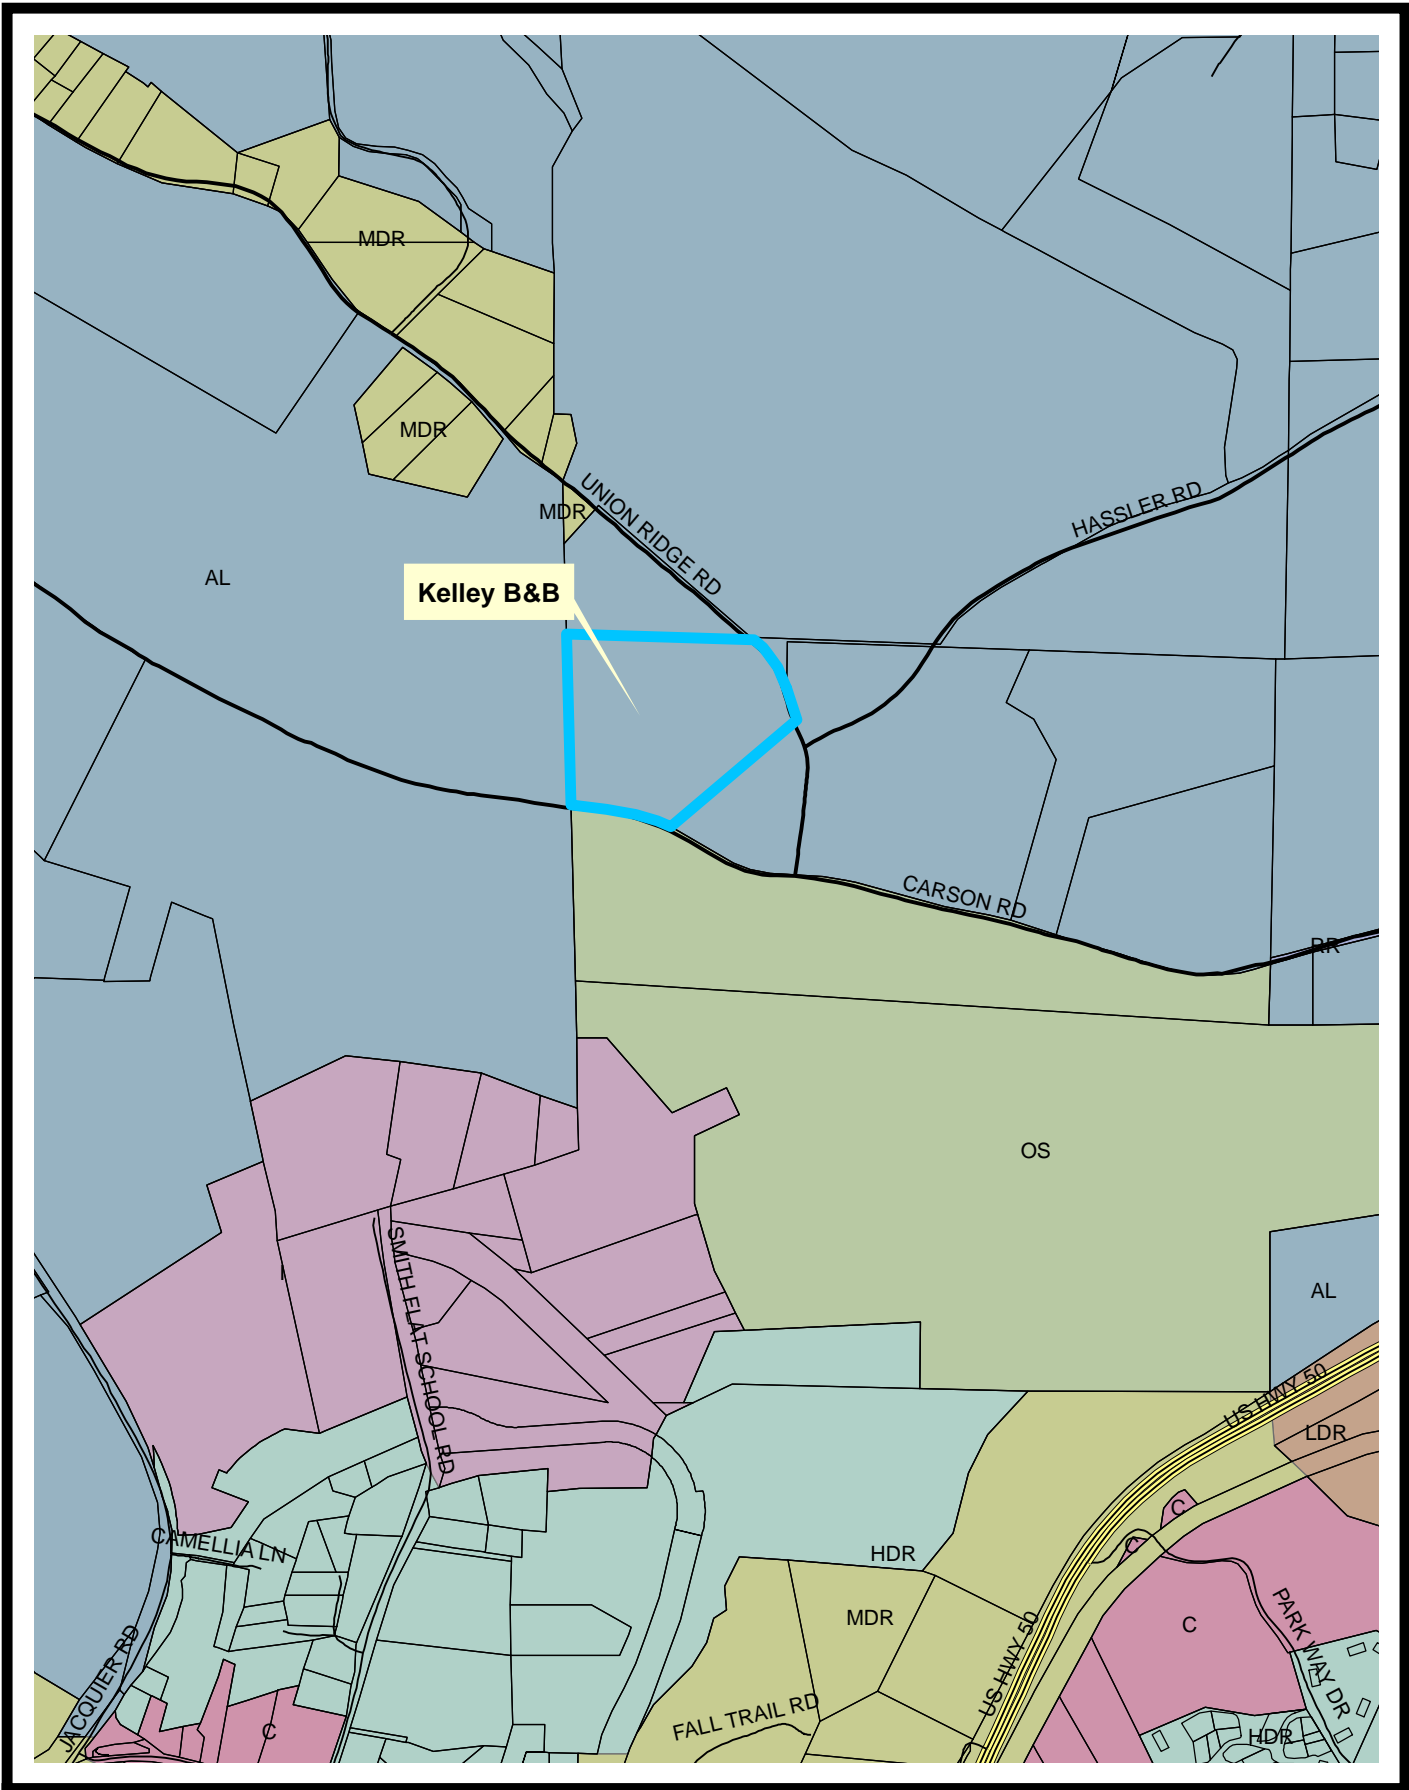 MDR
MDR
UNION RIDGE RD
MDR
HASSLER RD
AL
Kelley B&B
CARSON RD
RR
OS
SMITH FLAT SCHOOL RD
AL
US HWY 50
LDR
C
C
CAMELLIA LN
HDR
MDR
C
PARK WAY DR
JACQUIER RD
US HWY 50
FALL TRAIL RD
C
HDR